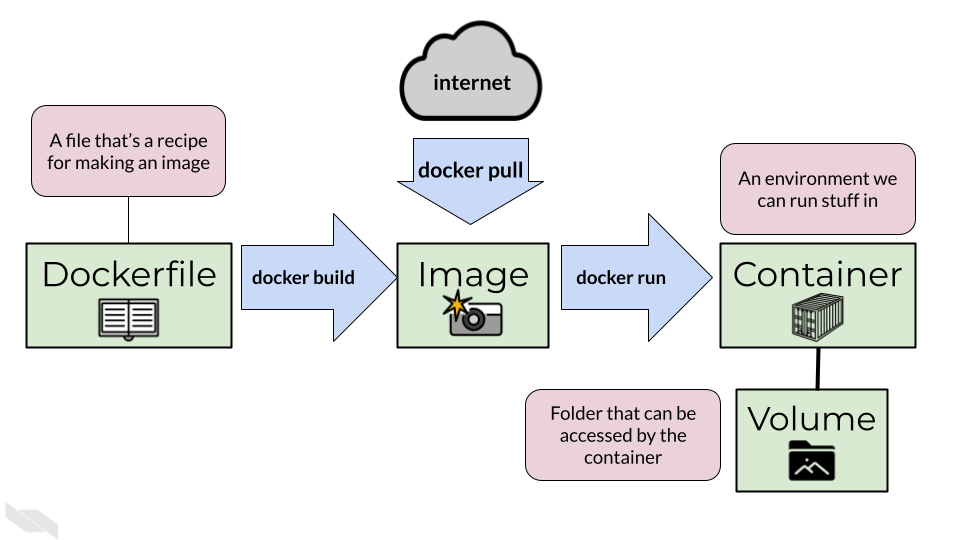 internet
A file that's a recipe
for making an image
docker pull
An environment we
can run stuff in
Dockerfile
docker build
Image
docker run
Container
Folder that can be
accessed by the
container
Volume